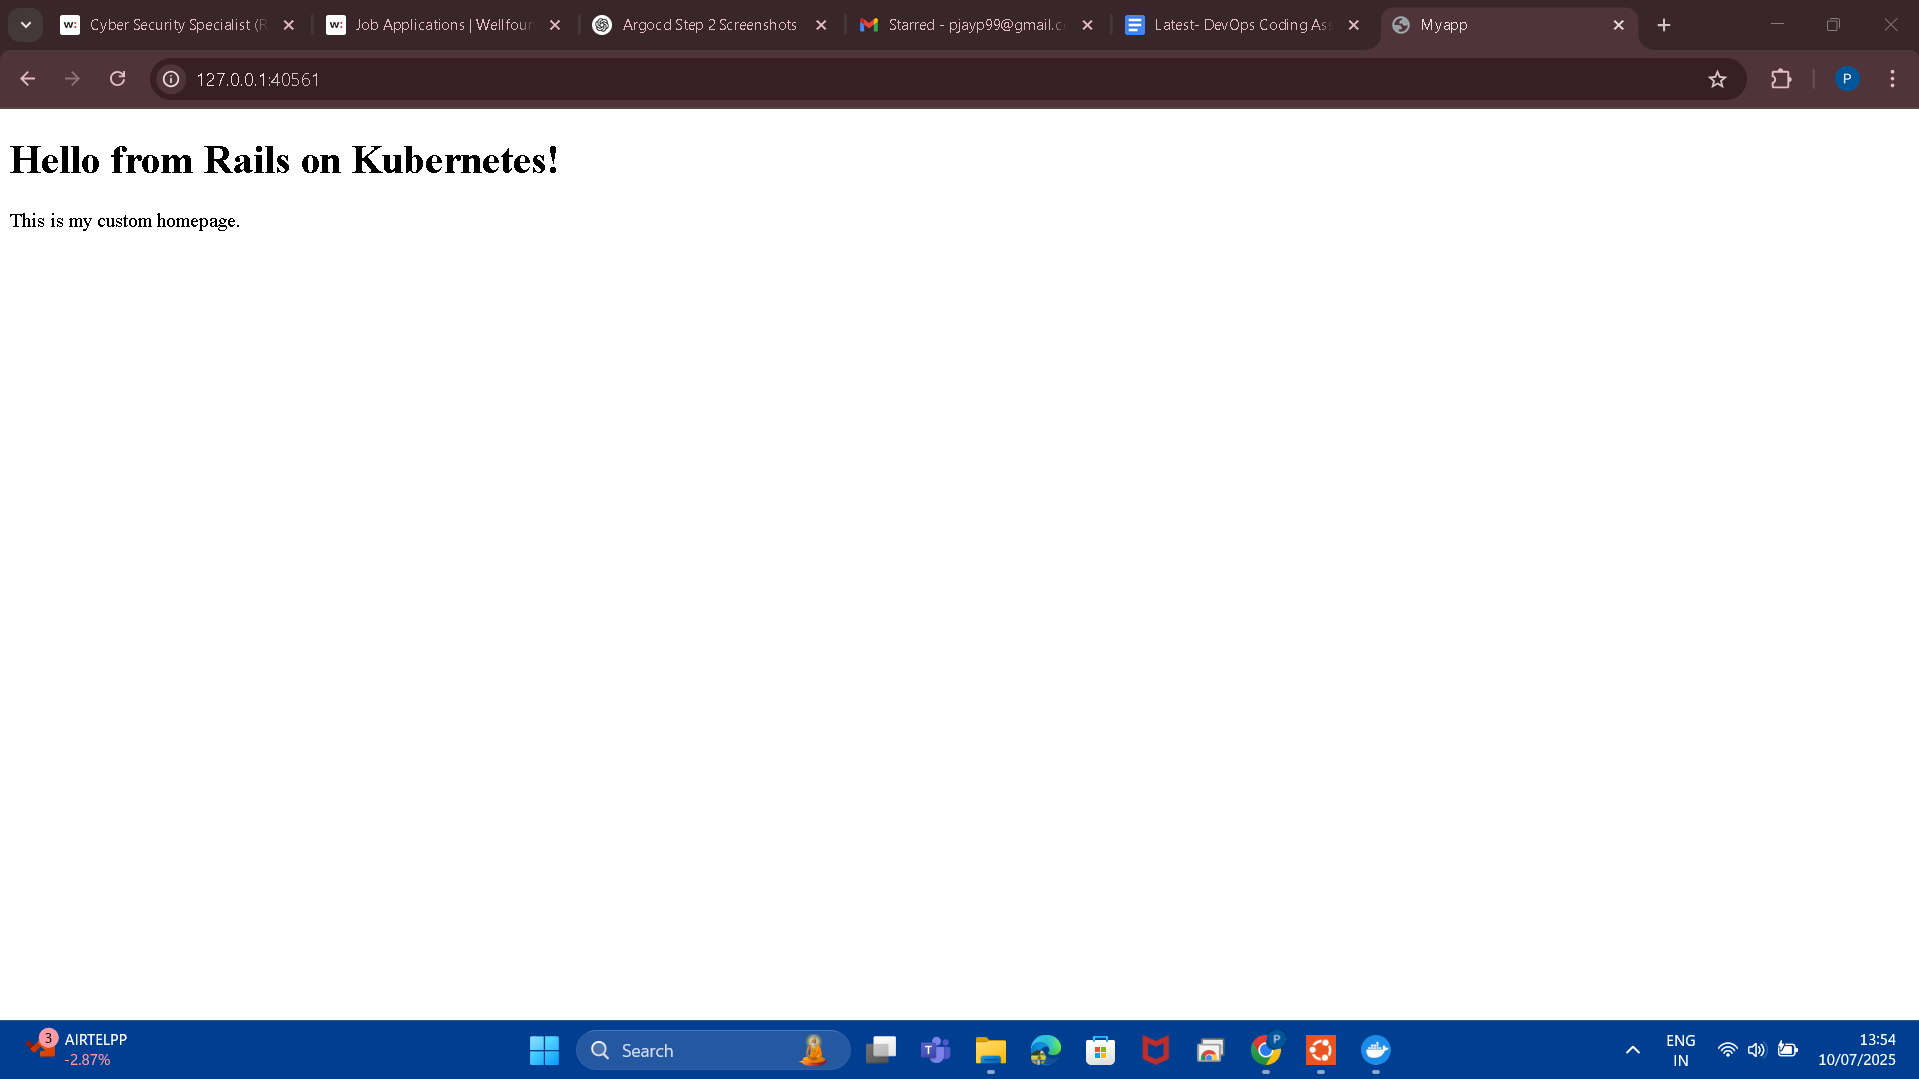 w: Cyber Security Specialist (R
w: Job Applications | Wellfoun
Argocd Step 2 Screenshots
Starred - pjayp99@gmail.c
Latest- DevOps Coding Ass
Myapp
127.0.0.1:40561
P
Hello from Rails on Kubernetes!
This is my custom homepage.
3
AIRTELPP
-2.87%
Search
T
P
ENG
IN
13:54
10/07/2025